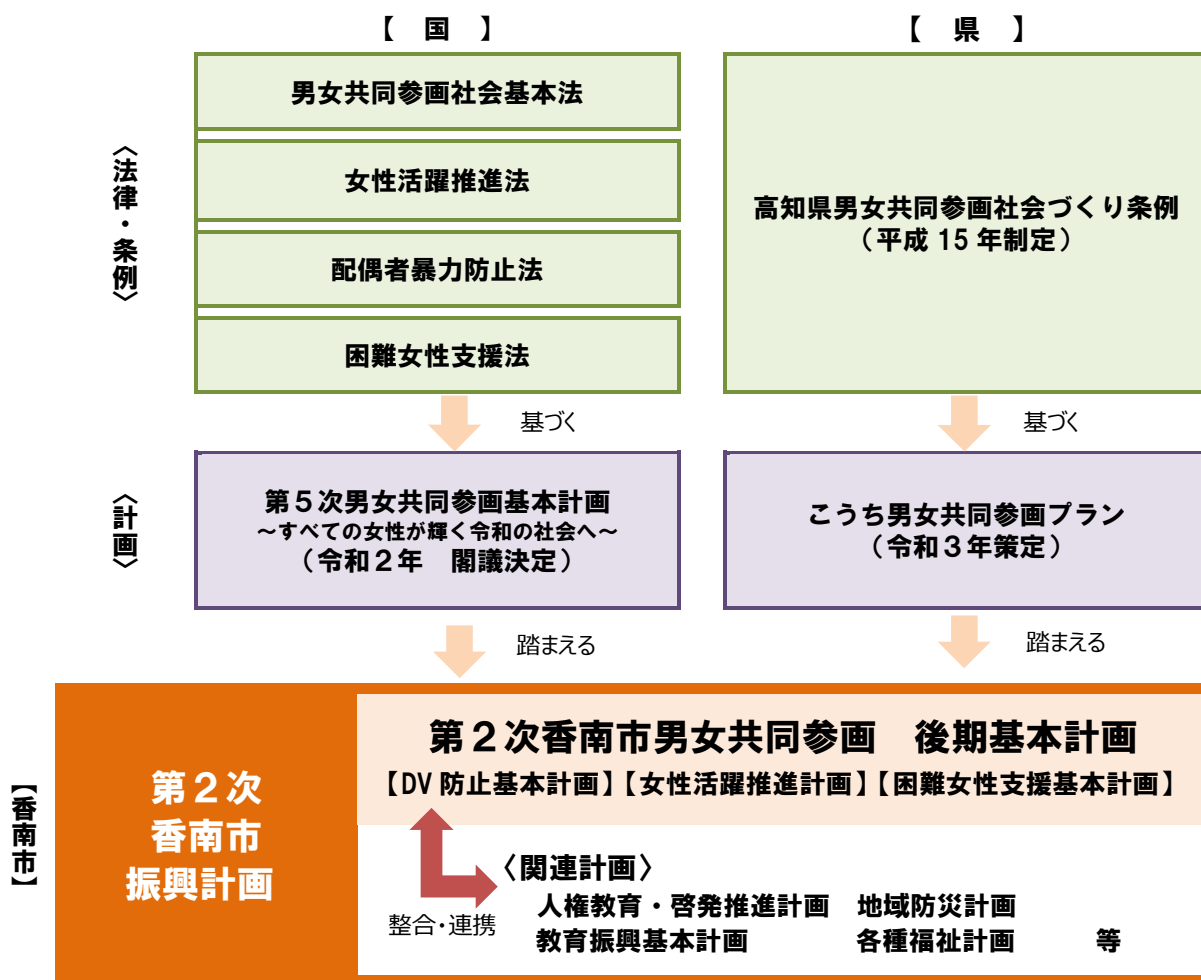 【　国　】
【　県　】
〈法律・条例〉
男女共同参画社会基本法
女性活躍推進法
配偶者暴力防止法
困難女性支援法
高知県男女共同参画社会づくり条例
（平成 15 年制定）
基づく
基づく
〈計画〉
第５次男女共同参画基本計画
～すべての女性が輝く令和の社会へ～
（令和２年　閣議決定）
こうち男女共同参画プラン
（令和３年策定）
踏まえる
踏まえる
【香南市】
第２次
香南市
振興計画
第２次香南市男女共同参画　後期基本計画
【DV 防止基本計画】【女性活躍推進計画】【困難女性支援基本計画】
整合・連携
〈関連計画〉
人権教育・啓発推進計画　地域防災計画
教育振興基本計画　各種福祉計画　等